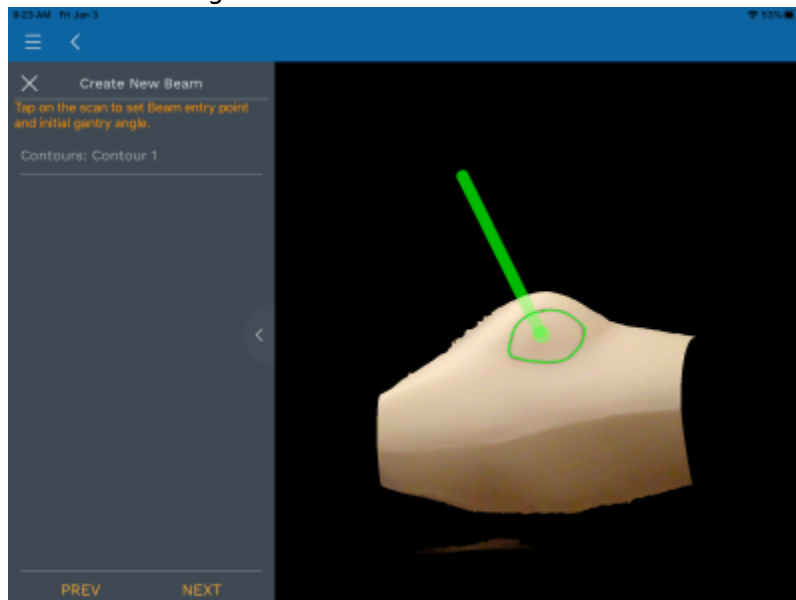 9:23 AM Fri Jan 3
53%
Create New Beam
Tap on the scan to set Beam entry point
and initial gantry angle.
Contours: Contour 1
PREV NEXT